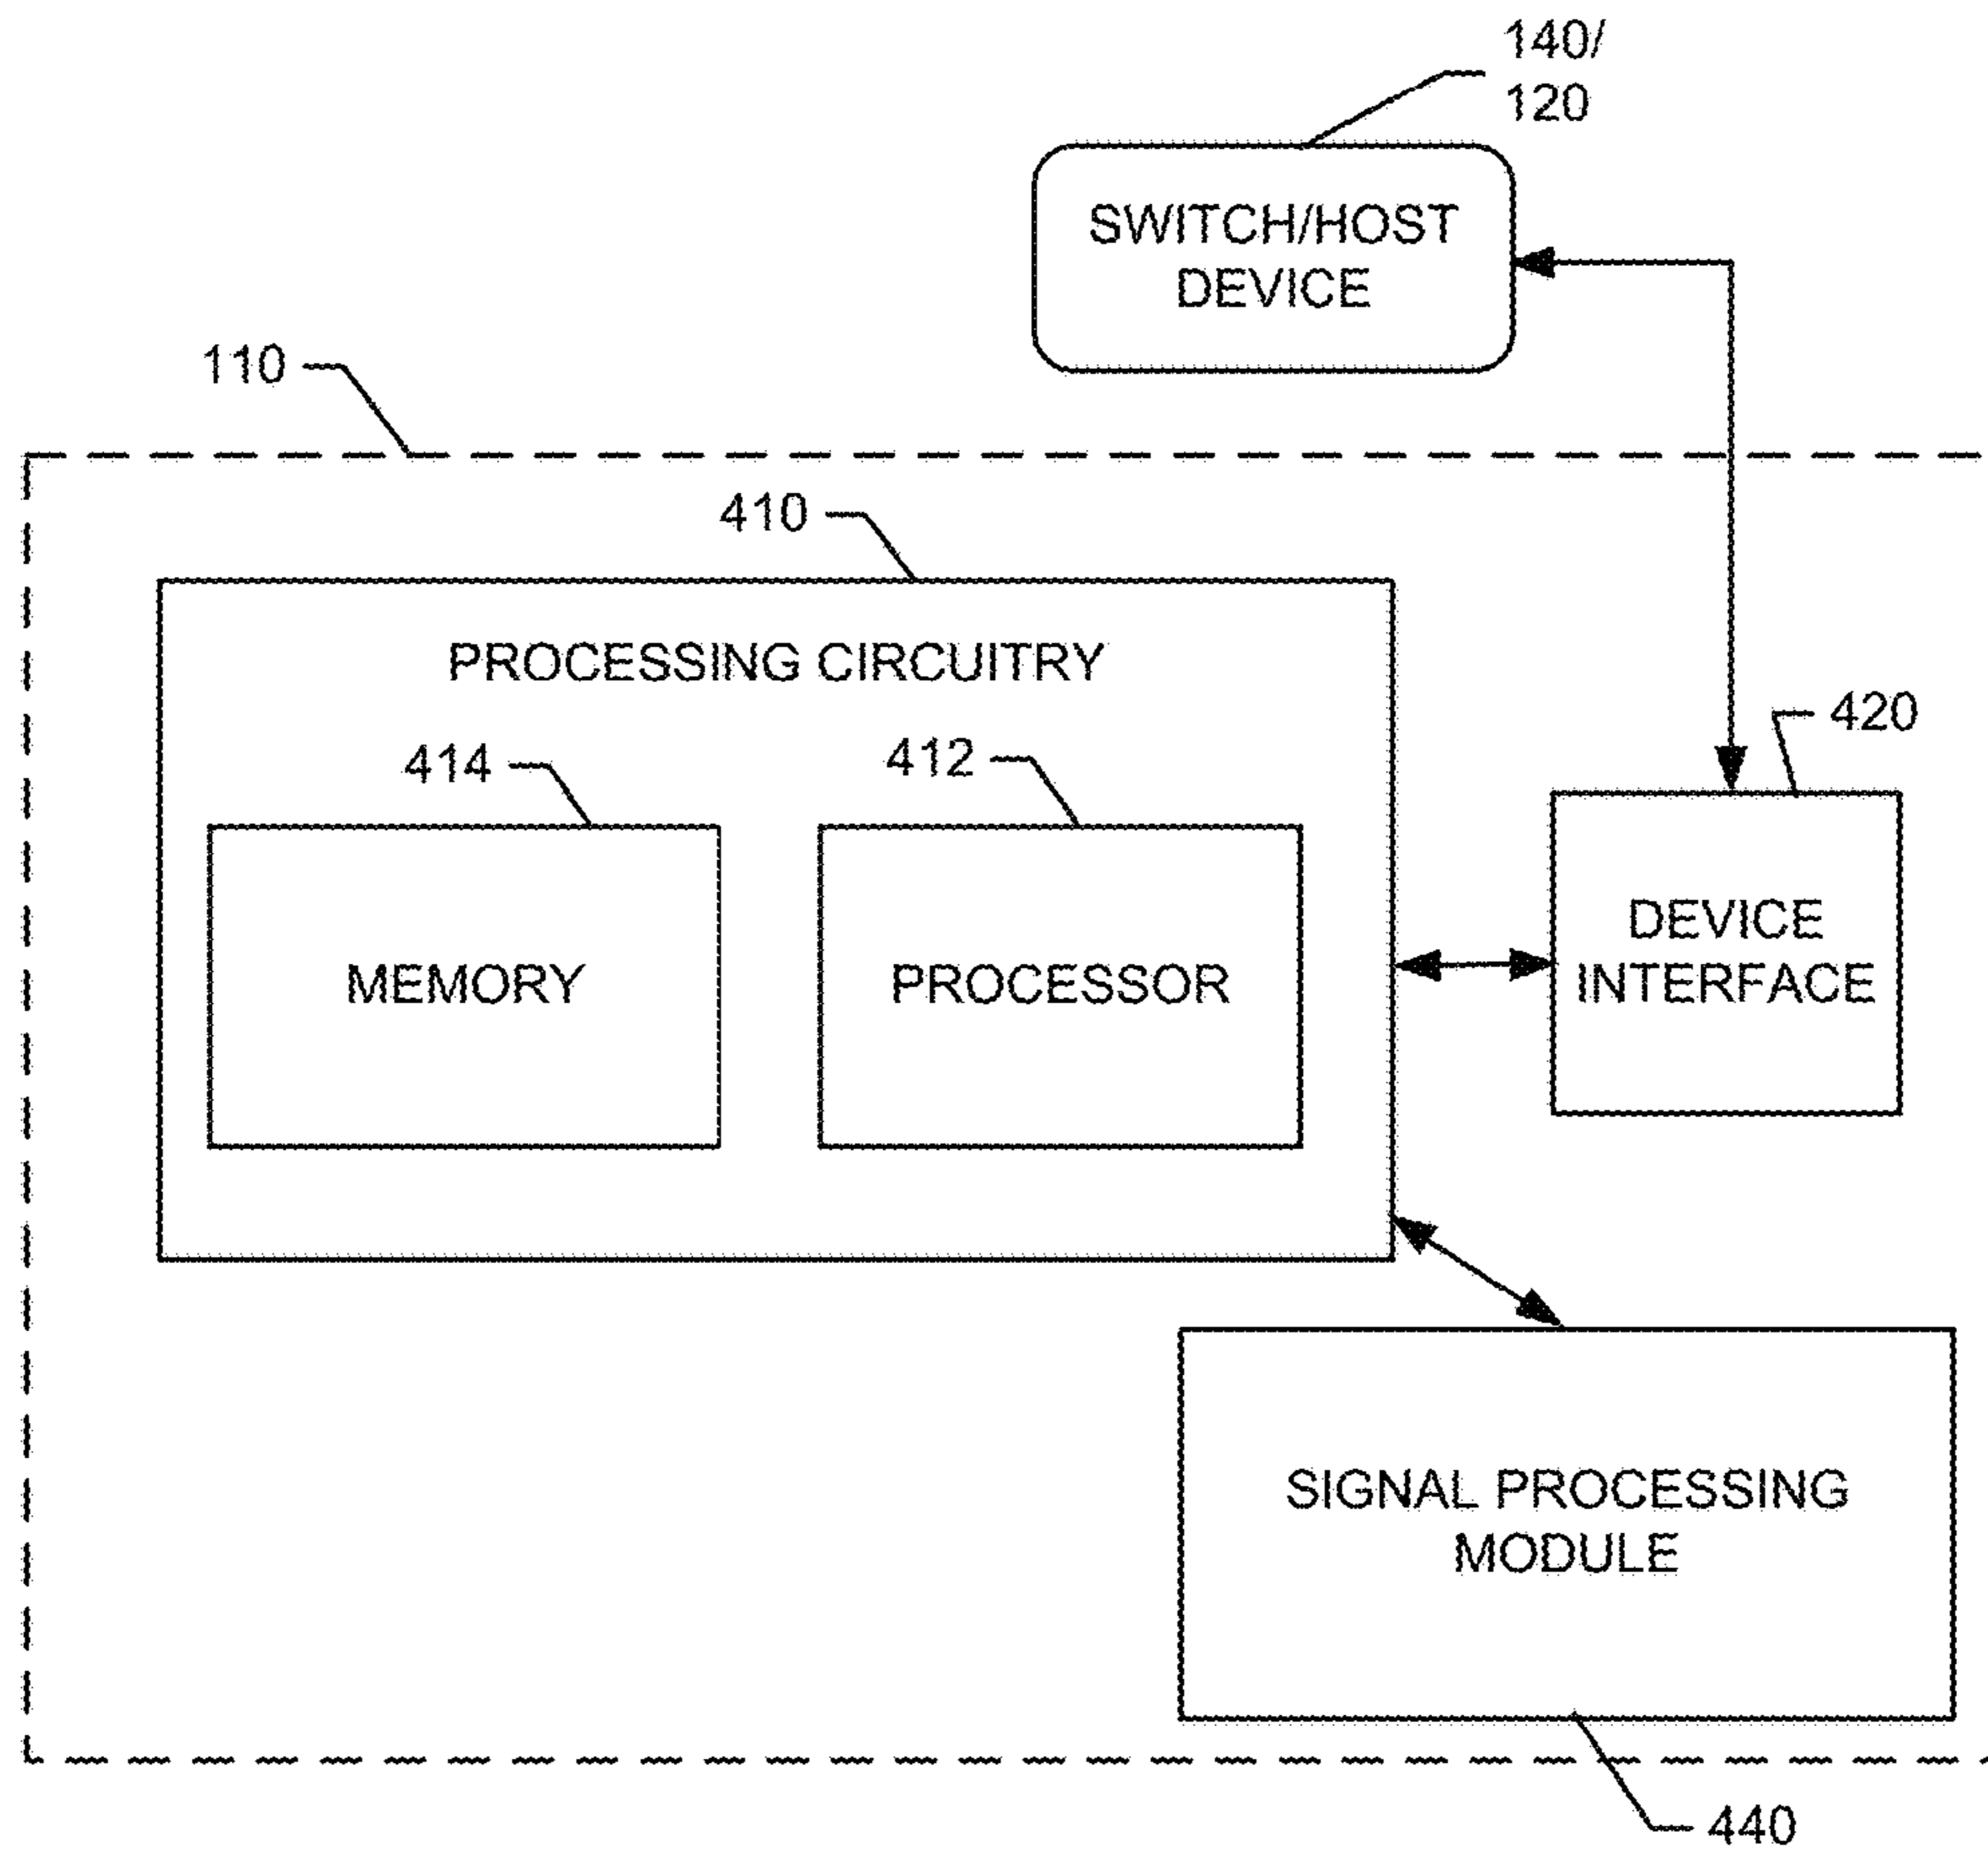 140/
120
SWITCH/HOST
DEVICE
110
410
PROCESSING CIRCUITRY
420
414
412
MEMORY
PROCESSOR
DEVICE
INTERFACE
SIGNAL PROCESSING
MODULE
440